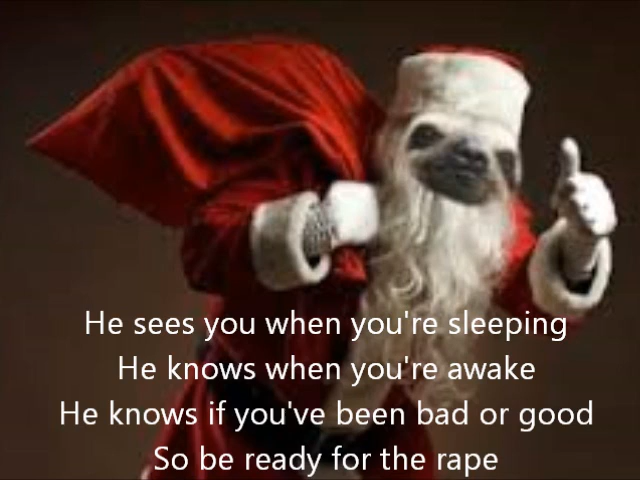 He sees you when you're sleeping
He knows when you're awake
He knows if you've been bad or good
So be ready for the rape